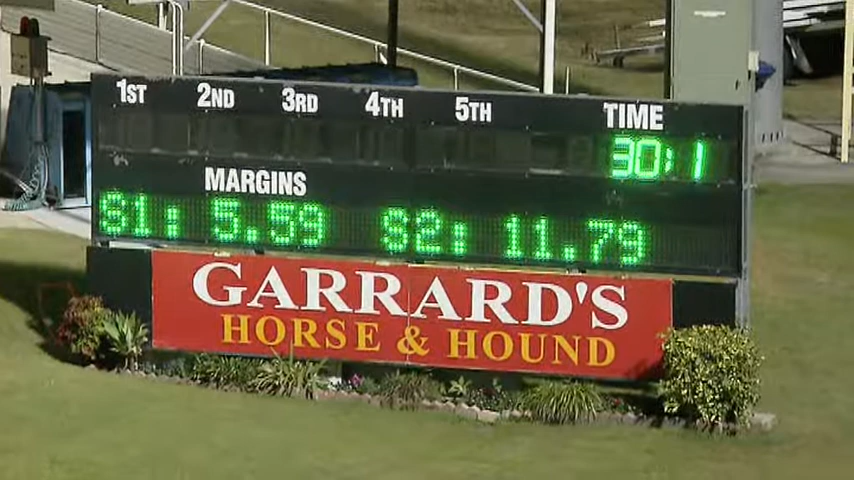 1ST 2ND 3RD 4TH 5TH TIME
30:1
MARGINS
S1: 5.59 S2: 11.79
GARRARD'S
HORSE & HOUND